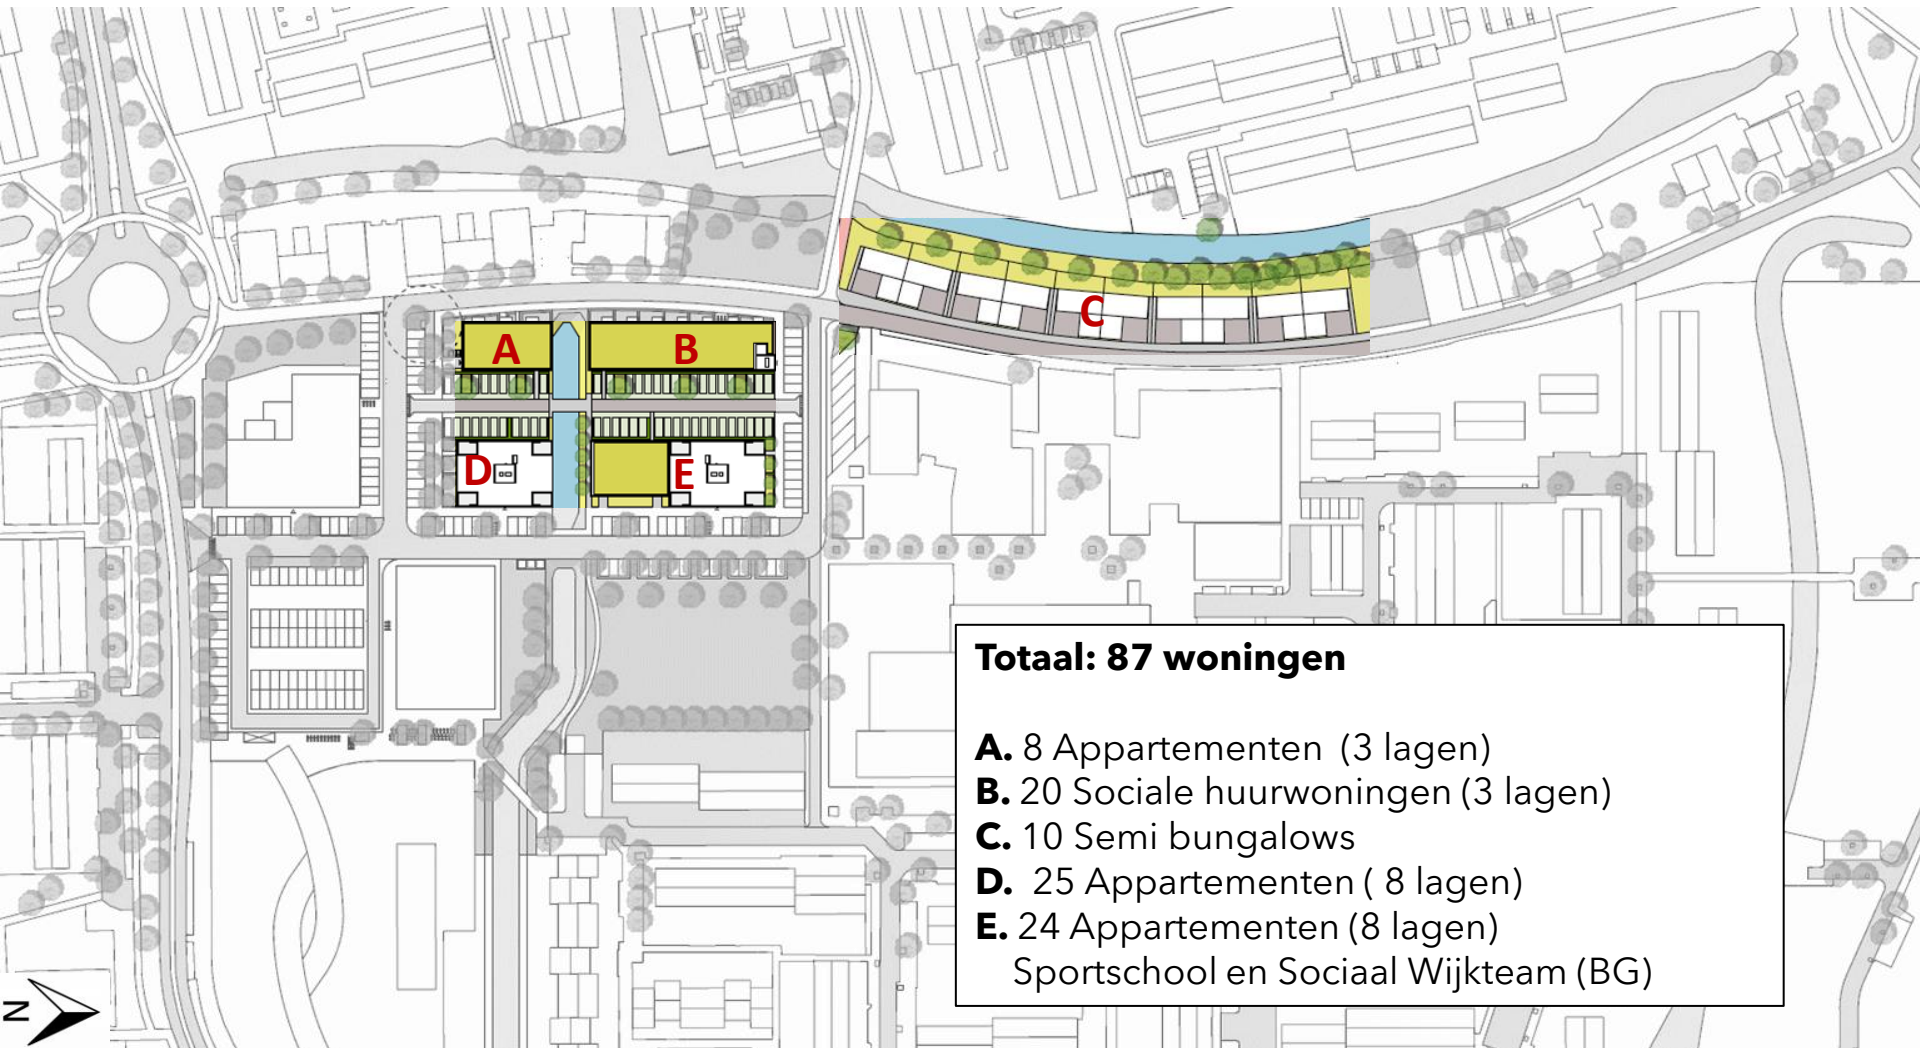 A
B
C
D
E
Totaal: 87 woningen
A. 8 Appartementen (3 lagen)
B. 20 Sociale huurwoningen (3 lagen)
C. 10 Semi bungalows
D. 25 Appartementen ( 8 lagen)
E. 24 Appartementen (8 lagen)
Sportschool en Sociaal Wijkteam (BG)
N